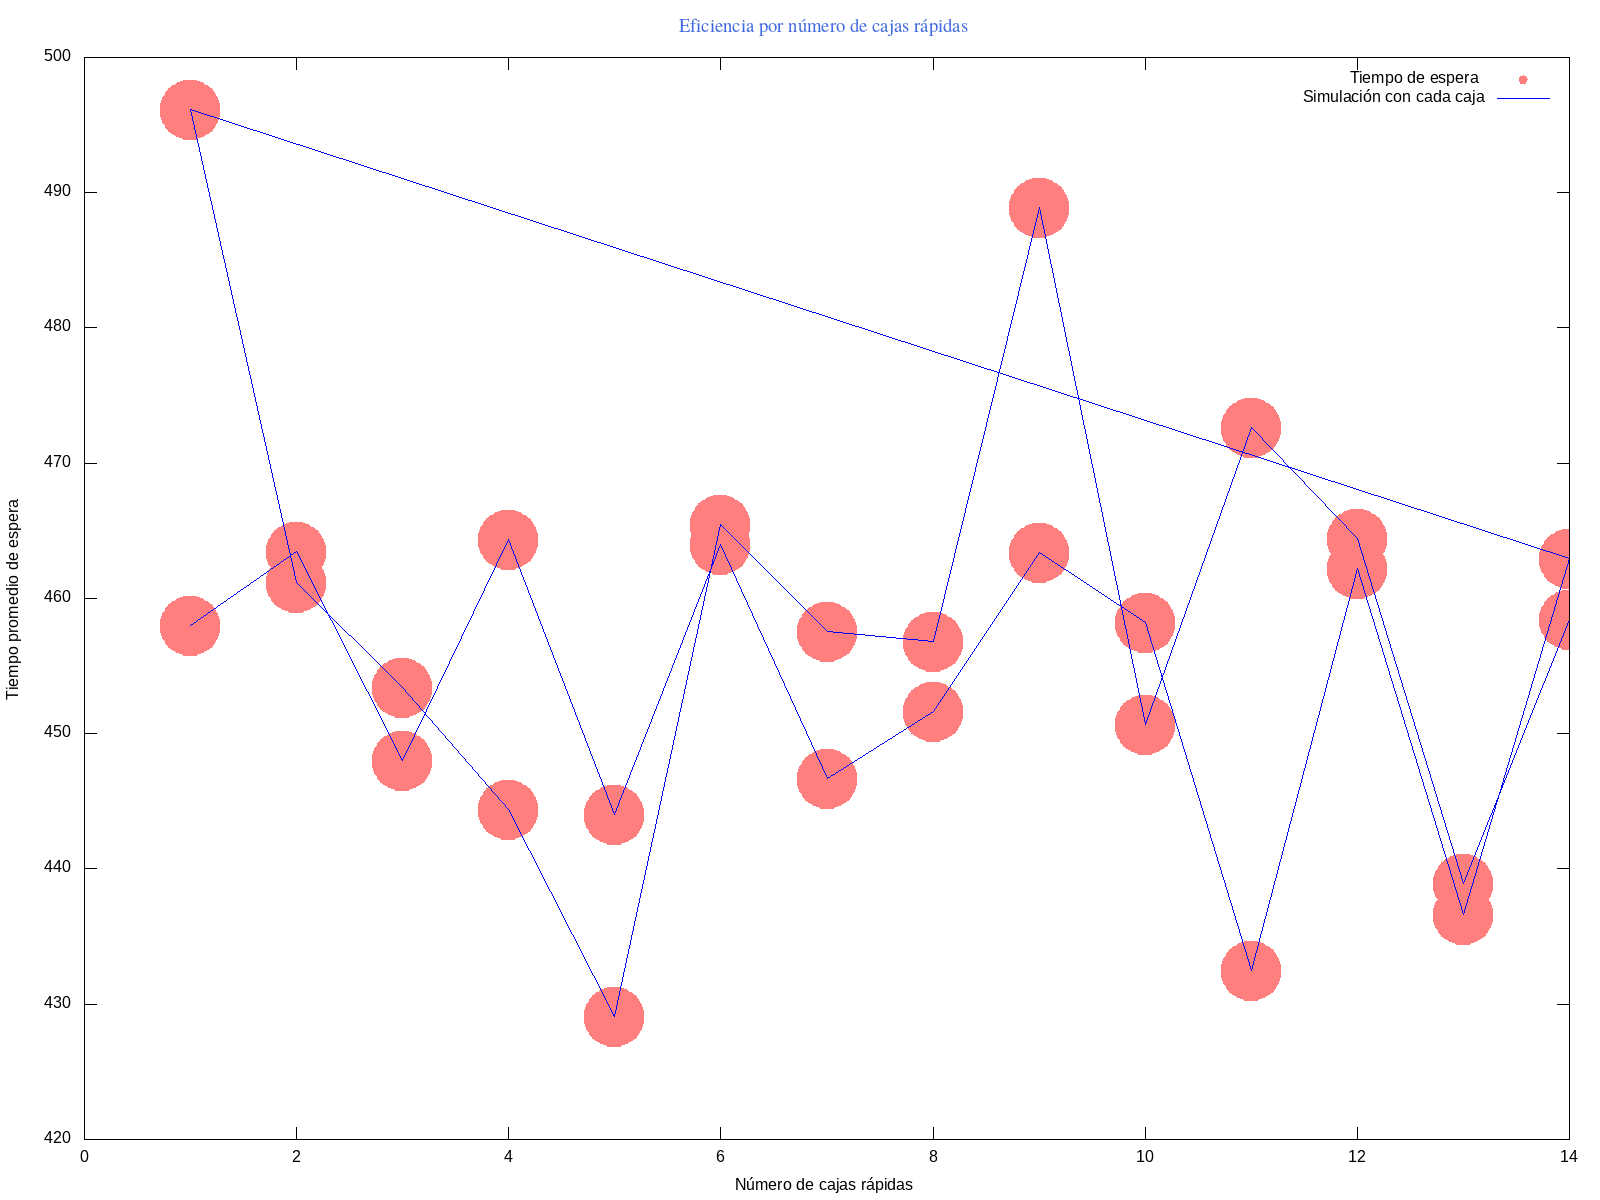 Eficiencia por número de cajas rápidas
Tiempo de espera
Simulación con cada caja
500
490
480
470
460
450
440
430
420
Tiempo promedio de espera
0 2 4 6 8 10 12 14
Número de cajas rápidas